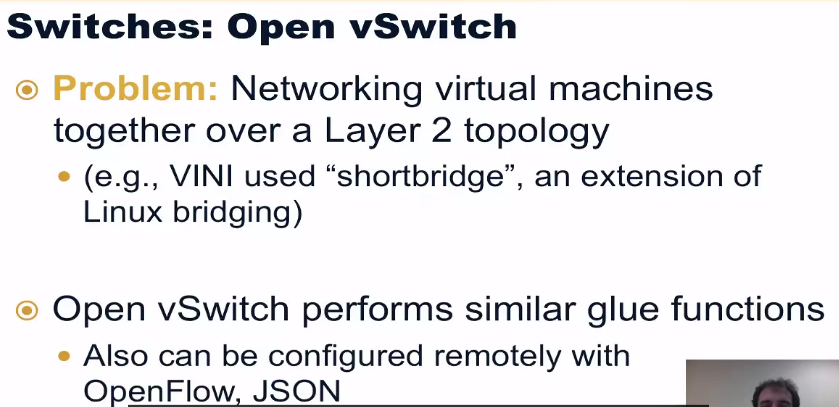 Switches: Open vSwitch
Problem: Networking virtual machines
together over a Layer 2 topology
(e.g., VINI used “shortbridge”, an extension of
Linux bridging)
Open vSwitch performs similar glue functions
Also can be configured remotely with
OpenFlow, JSON